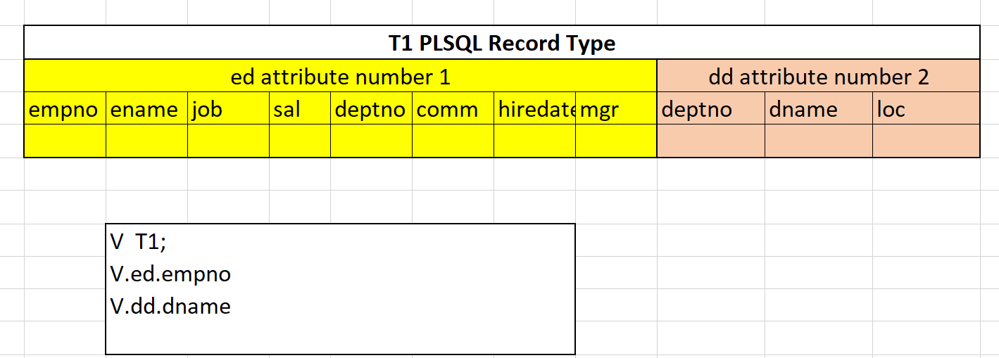 T1 PLSQL Record Type
ed attribute number 1 dd attribute number 2
empno ename job sal deptno comm hiredate mgr deptno dname loc
V T1;
V.ed.empno
V.dd.dname